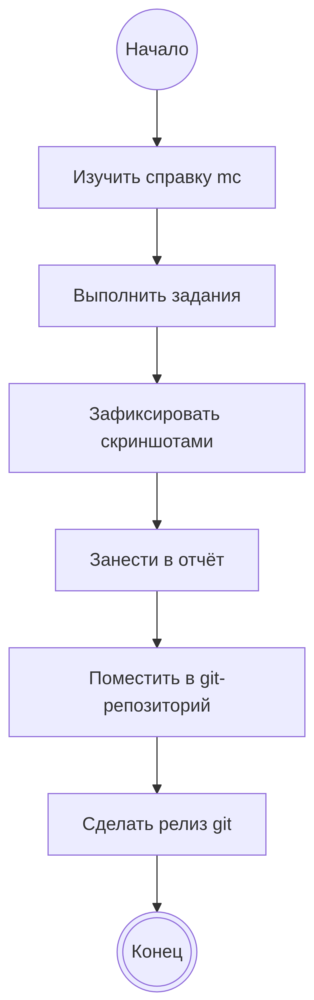 Начало
Изучить справку mc
Выполнить задания
Зафиксировать
скриншотами
Занести в отчёт
Поместить в git-
репозиторий
Сделать релиз git
Конец